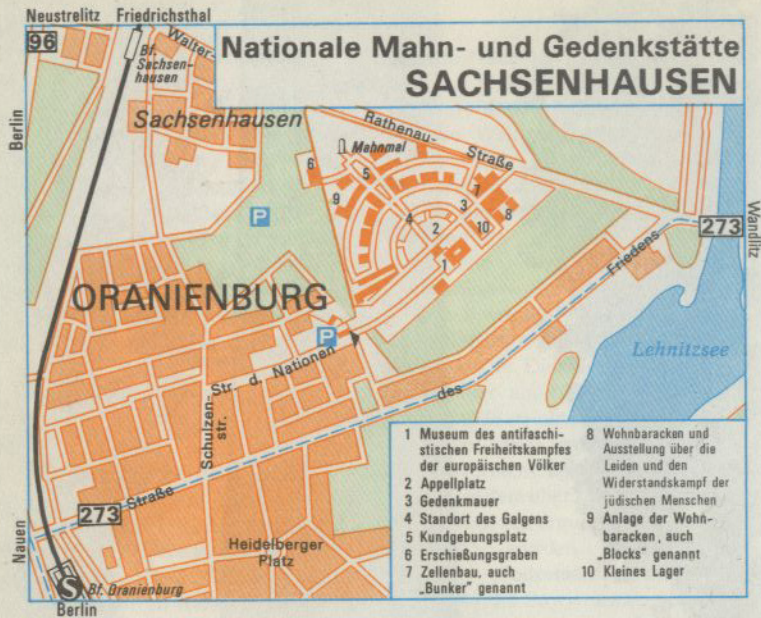 Neustrelitz Friedrichsthal
96
Nationale Mahn- und Gedenkstätte
SACHSENHAUSEN
Bf.
Sachsen-
hausen
Walter-
Sachsenhausen
Rathenau-
Straße
Mahnmal
Berlin
6
5
9
4
3
1
2
10
8
1
P
273
Wandlitz
Friedens
ORANIENBURG
P
Lehnitzsee
Str. d. Nationen
des
Schulzen-
str.
Straße
273
Nauen
Heidelberger
Platz
S Bf. Oranienburg
Berlin
1 Museum des antifaschi-
stischen Freiheitskampfes
der europäischen Völker
2 Appellplatz
3 Gedenkmauer
4 Standort des Galgens
5 Kundgebungsplatz
6 Erschießungsgraben
7 Zellenbau, auch
„Bunker" genannt
8 Wohnbaracken und
Ausstellung über die
Leiden und den
Widerstandskampf der
jüdischen Menschen
9 Anlage der Wohn-
baracken, auch
„Blocks" genannt
10 Kleines Lager